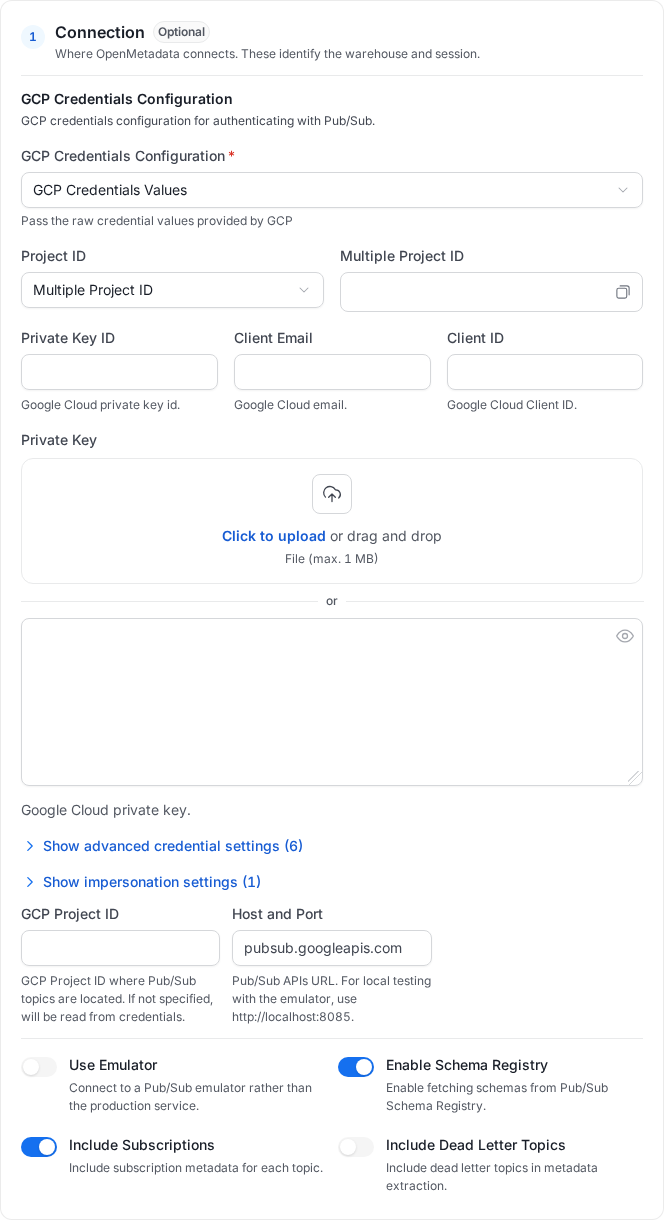 1
Connection Optional
Where OpenMetadata connects. These identify the warehouse and session.
GCP Credentials Configuration
GCP credentials configuration for authenticating with Pub/Sub.
GCP Credentials Configuration *
GCP Credentials Values
Pass the raw credential values provided by GCP
Project ID
Multiple Project ID
Multiple Project ID
Private Key ID
Google Cloud private key id.
Client Email
Google Cloud email.
Client ID
Google Cloud Client ID.
Private Key
Click to upload or drag and drop
File (max. 1 MB)
or
Google Cloud private key.
Show advanced credential settings (6)
Show impersonation settings (1)
GCP Project ID
GCP Project ID where Pub/Sub
topics are located. If not specified,
will be read from credentials.
Host and Port
pubsub.googleapis.com
Pub/Sub APIs URL. For local testing
with the emulator, use
http://localhost:8085.
Use Emulator
Connect to a Pub/Sub emulator rather than
the production service.
Enable Schema Registry
Enable fetching schemas from Pub/Sub
Schema Registry.
Include Subscriptions
Include subscription metadata for each topic.
Include Dead Letter Topics
Include dead letter topics in metadata
extraction.